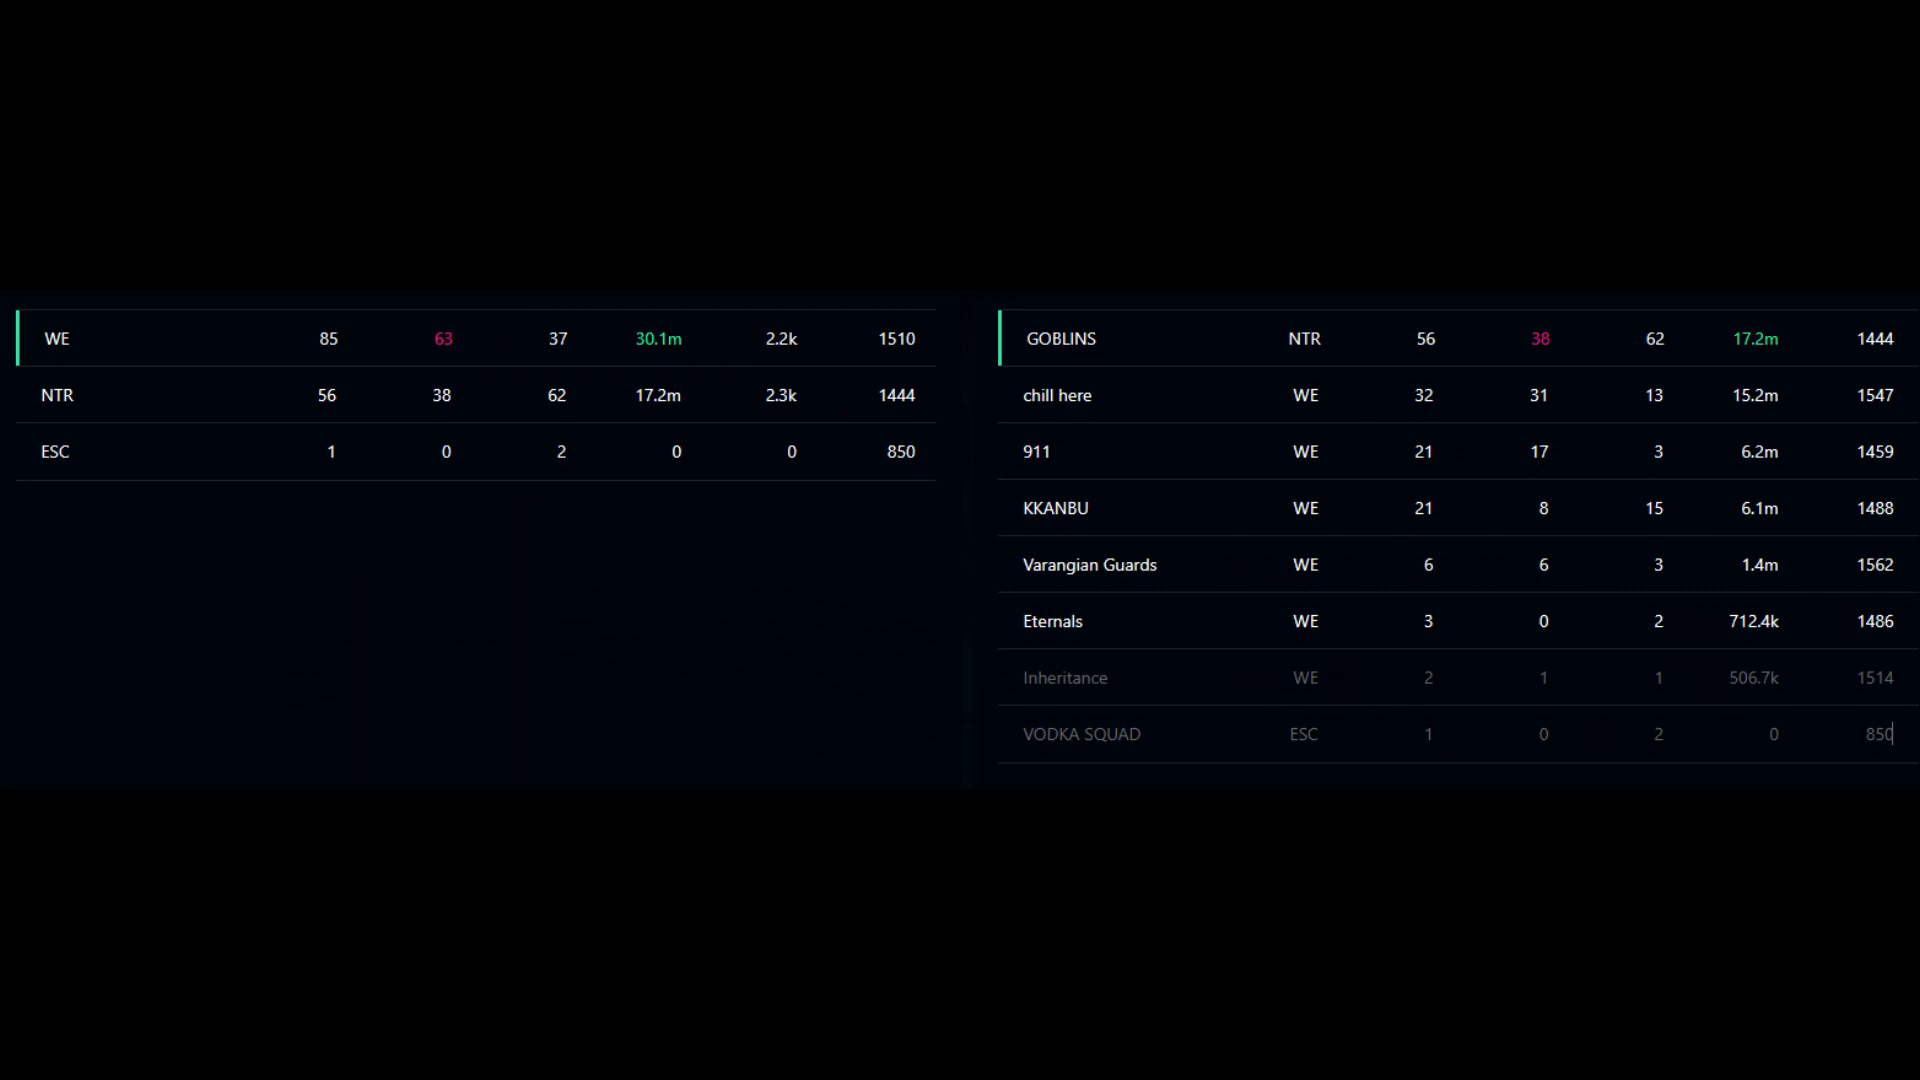 WE 85 63 37 30.1m 2.2k 1510
NTR 56 38 62 17.2m 2.3k 1444
ESC 1 0 2 0 0 850
GOBLINS NTR 56 38 62 17.2m 1444
chill here WE 32 31 13 15.2m 1547
911 WE 21 17 3 6.2m 1459
KKANBU WE 21 8 15 6.1m 1488
Varangian Guards WE 6 6 3 1.4m 1562
Eternals WE 3 0 2 712.4k 1486
Inheritance WE 2 1 1 506.7k 1514
VODKA SQUAD ESC 1 0 2 0 850